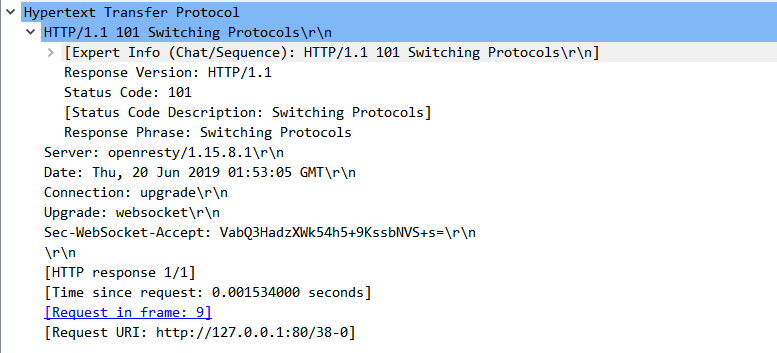 Hypertext Transfer Protocol
HTTP/1.1 101 Switching Protocols\r\n
[Expert Info (Chat/Sequence): HTTP/1.1 101 Switching Protocols\r\n]
Response Version: HTTP/1.1
Status Code: 101
[Status Code Description: Switching Protocols]
Response Phrase: Switching Protocols
Server: openresty/1.15.8.1\r\n
Date: Thu, 20 Jun 2019 01:53:05 GMT\r\n
Connection: upgrade\r\n
Upgrade: websocket\r\n
Sec-WebSocket-Accept: VabQ3HadzXWk54h5+9KssbNVS+s=\r\n
\r\n
[HTTP response 1/1]
[Time since request: 0.001534000 seconds]
[Request in frame: 9]
[Request URI: http://127.0.0.1:80/38-0]